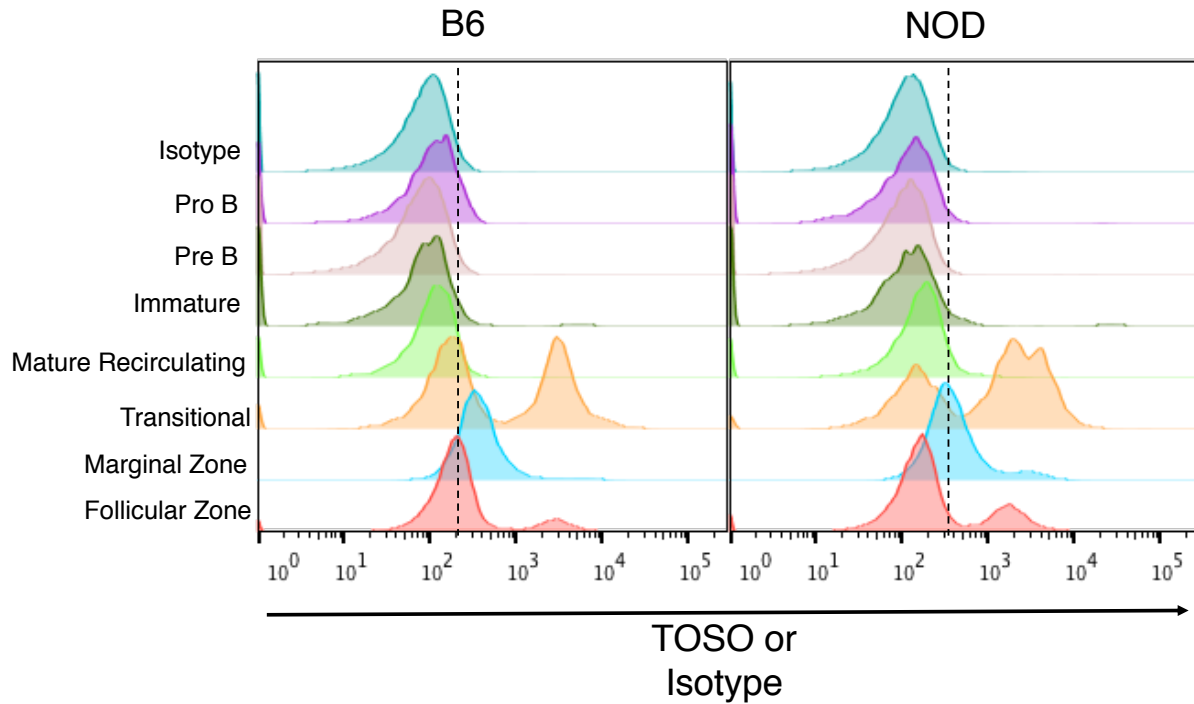 B6
NOD
Isotype
Pro B
Pre B
Immature
Mature Recirculating
Transitional
Marginal Zone
Follicular Zone
10^0 10^1 10^2 10^3 10^4 10^5
10^0 10^1 10^2 10^3 10^4 10^5
TOSO or
Isotype